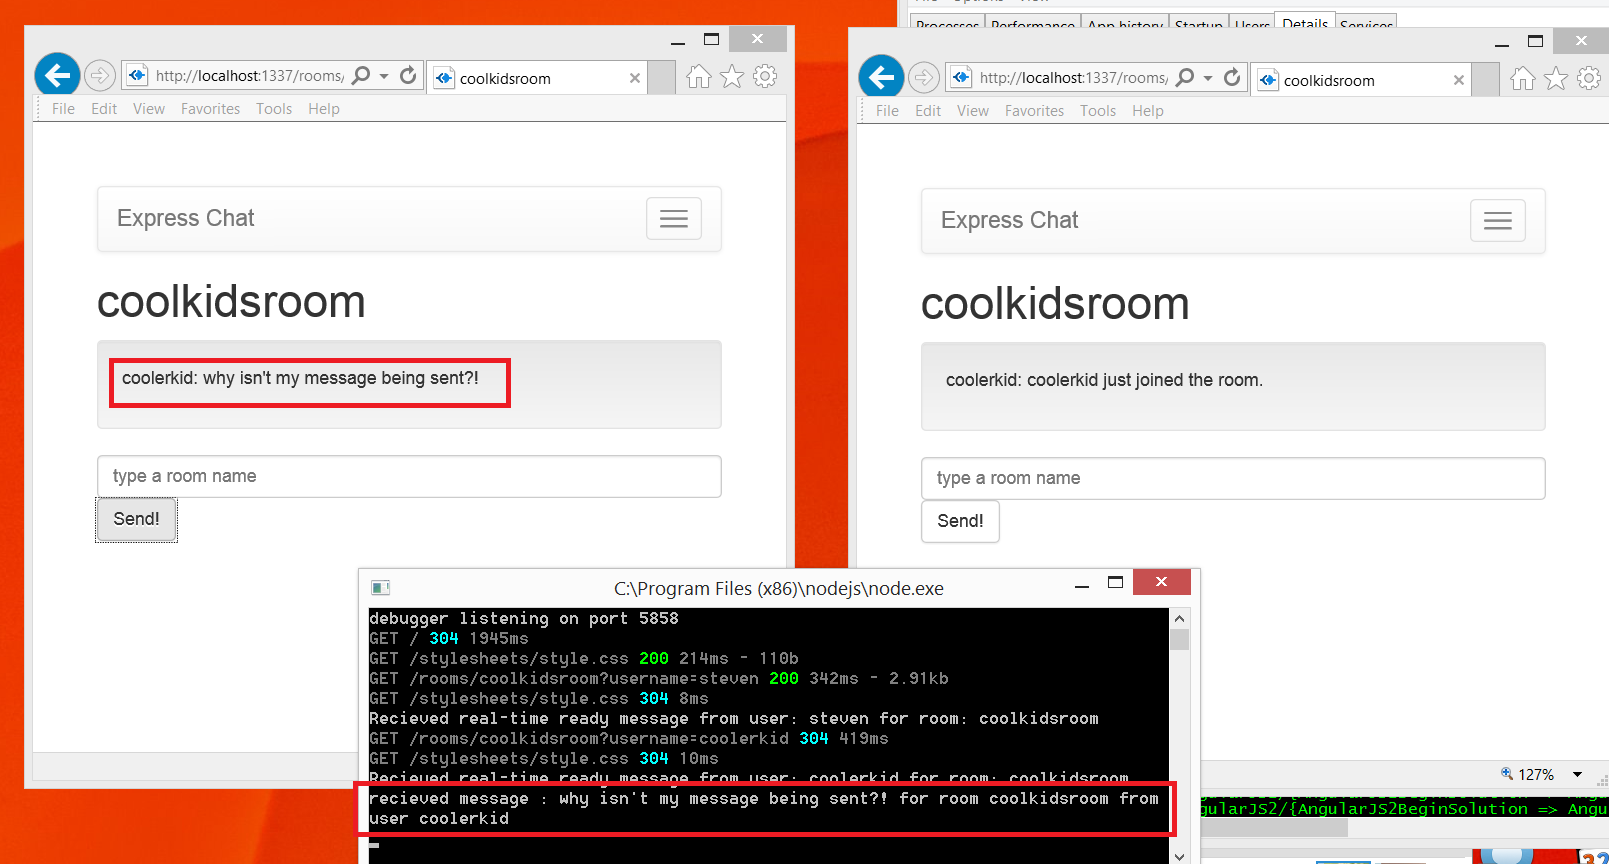 Processes Performance App history Startup Users Details Services
http://localhost:1337/rooms/
coolkidsroom
File Edit View Favorites Tools Help
Express Chat
coolkidsroom
coolerkid: why isn't my message being sent?!
type a room name
Send!
http://localhost:1337/rooms/
coolkidsroom
File Edit View Favorites Tools Help
Express Chat
coolkidsroom
coolerkid: coolerkid just joined the room.
type a room name
Send!
127%
C:\Program Files (x86)\nodejs\node.exe
debugger listening on port 5858
GET / 304 1945ms
GET /stylesheets/style.css 200 214ms - 110b
GET /rooms/coolkidsroom?username=steven 200 342ms - 2.91kb
GET /stylesheets/style.css 304 8ms
Recieved real-time ready message from user: steven for room: coolkidsroom
GET /rooms/coolkidsroom?username=coolerkid 304 419ms
GET /stylesheets/style.css 304 10ms
Recieved real-time ready message from user: coolerkid for room: coolkidsroom
recieved message : why isn't my message being sent?! for room coolkidsroom from
user coolerkid
gularJS2/{AngularJS2BeginSolution => Angu